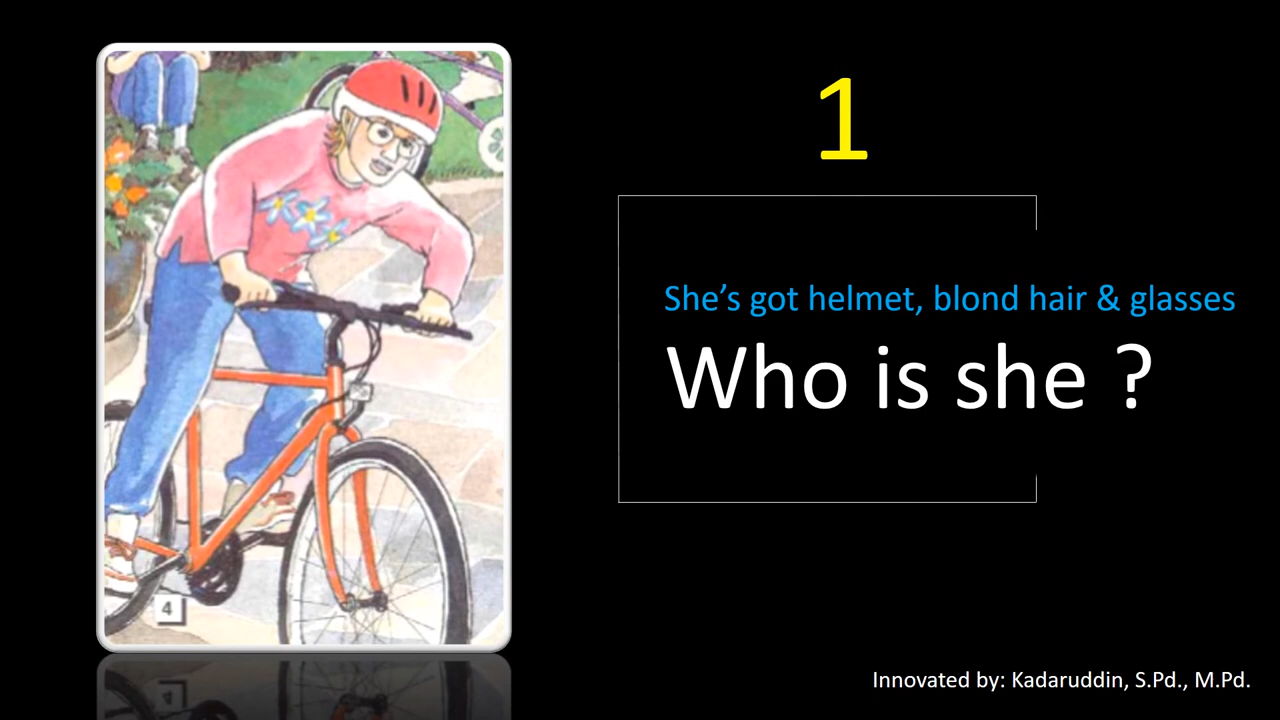 1
She’s got helmet, blond hair & glasses
Who is she ?
4
Innovated by: Kadaruddin, S.Pd., M.Pd.